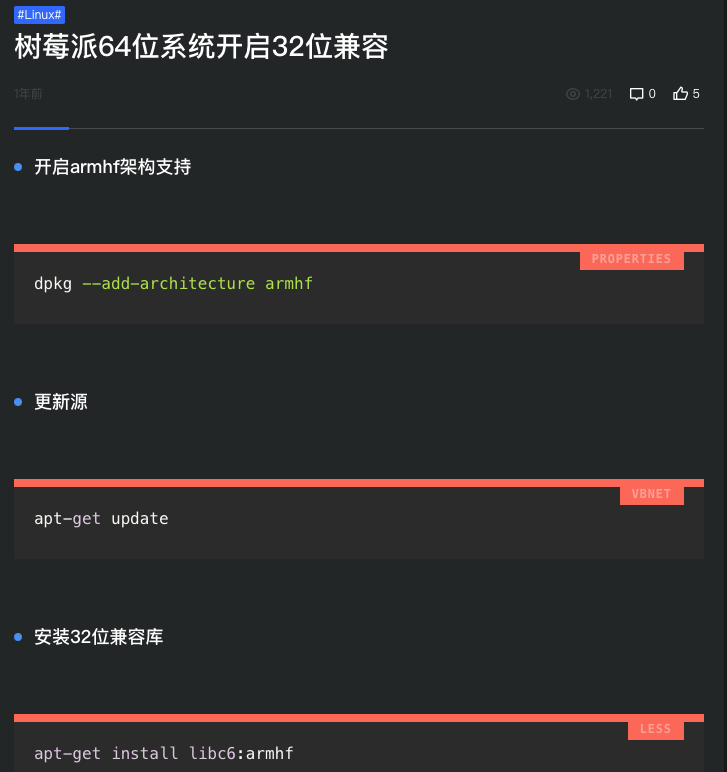 #Linux#
树莓派64位系统开启32位兼容
1年前 1,221 0 5
开启armhf架构支持
PROPERTIES
dpkg --add-architecture armhf
更新源
VBNET
apt-get update
安装32位兼容库
LESS
apt-get install libc6:armhf